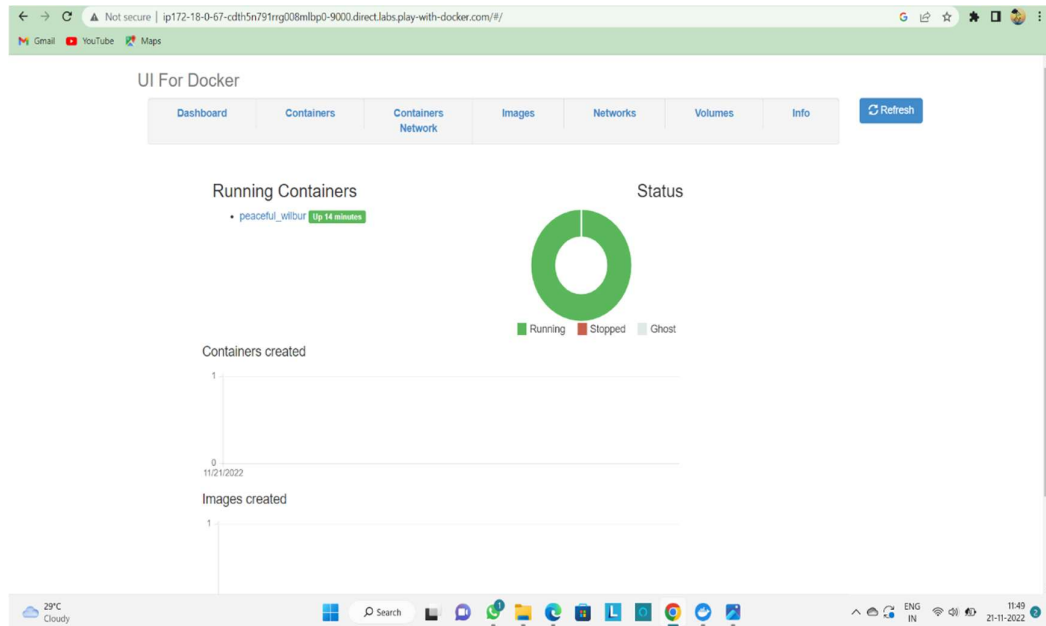 Not secure | ip172-18-0-67-cdth5n791rrg008mlbp0-9000.direct.labs.play-with-docker.com/#/
Gmail YouTube Maps
UI For Docker
Dashboard Containers Containers Network Images Networks Volumes Info Refresh
Running Containers
peaceful_wilbur Up 14 minutes
Status
Running Stopped Ghost
Containers created
1
0
11/21/2022
Images created
1
29°C
Cloudy
Search
ENG
IN
11:49
21-11-2022
2